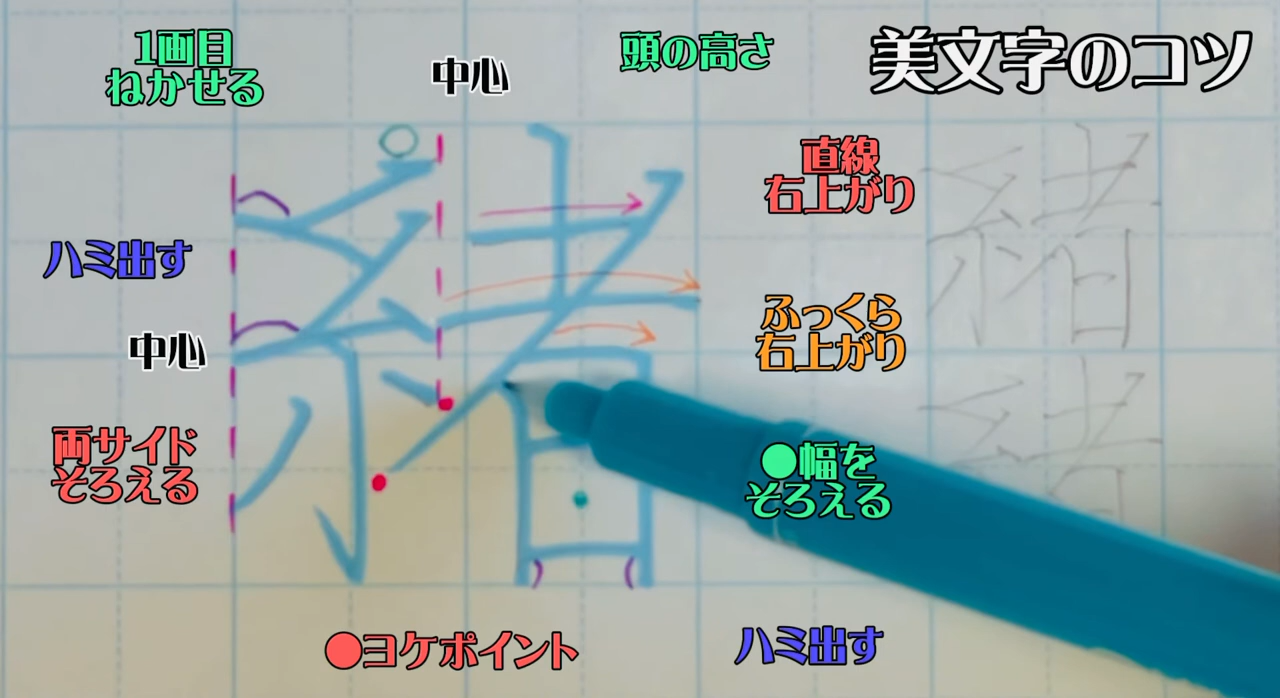 美文字のコツ
1画目
ねかせる
中心
頭の高さ
直線
右上がり
ハミ出す
中心
ふっくら
右上がり
両サイド
そろえる
●幅を
そろえる
●ヨケポイント
ハミ出す
緒
緒
緒